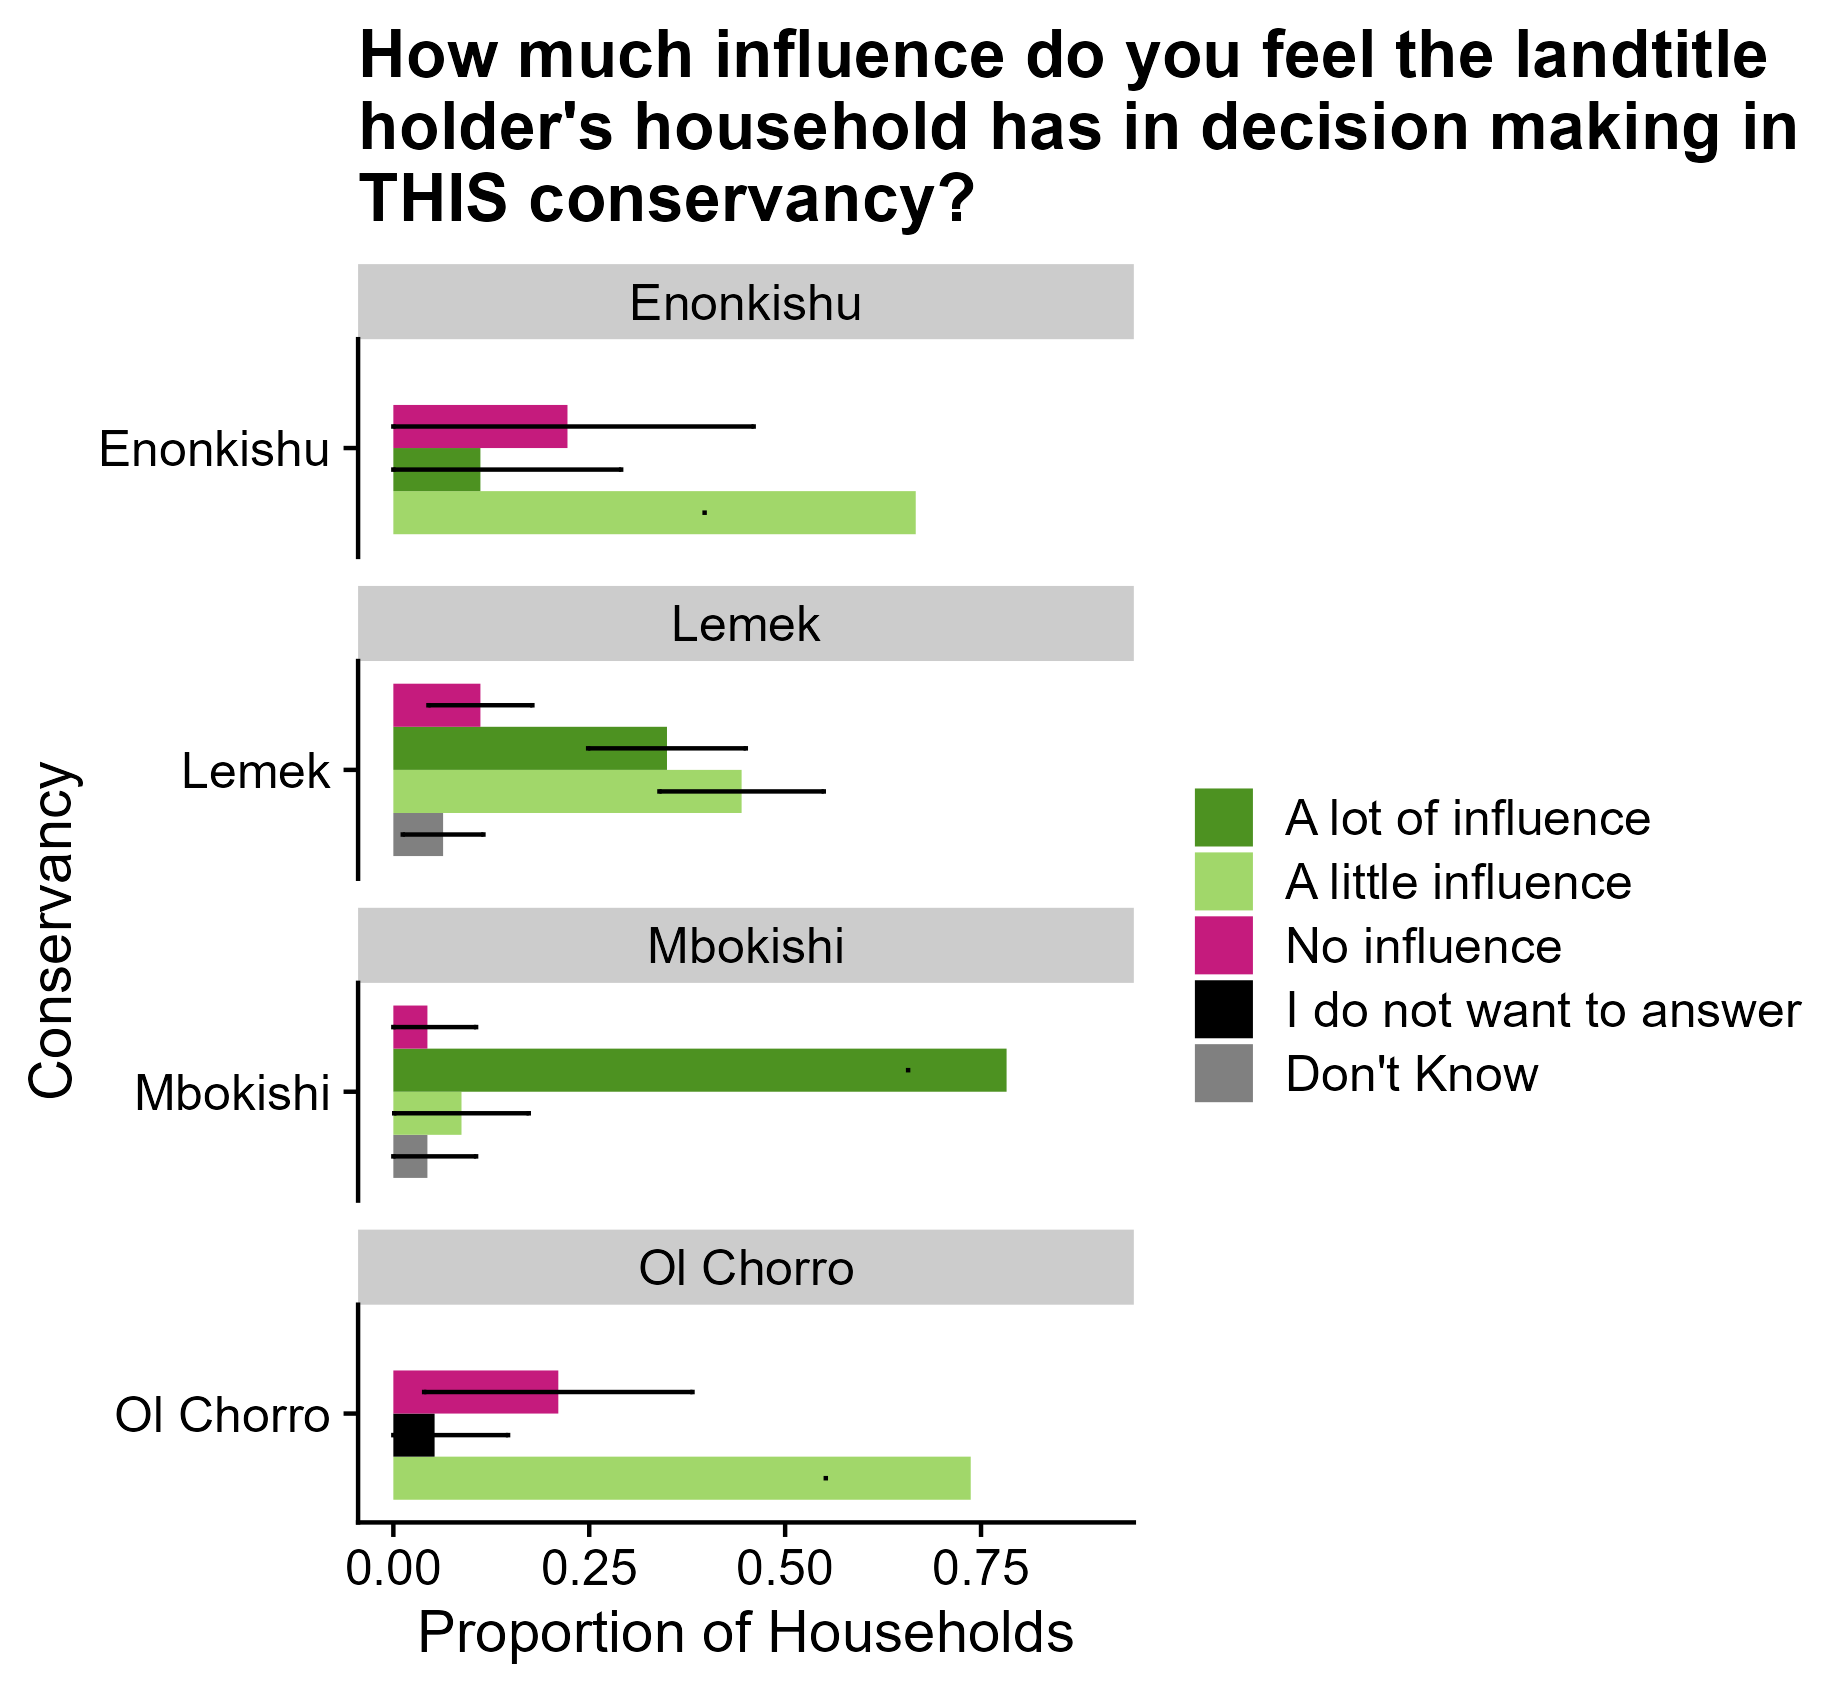 How much influence do you feel the landtitle
holder's household has in decision making in
THIS conservancy?
Enonkishu
Enonkishu
Lemek
Lemek
Mbokishi
Mbokishi
Ol Chorro
Ol Chorro
0.00 0.25 0.50 0.75
Proportion of Households
Conservancy
A lot of influence
A little influence
No influence
I do not want to answer
Don't Know